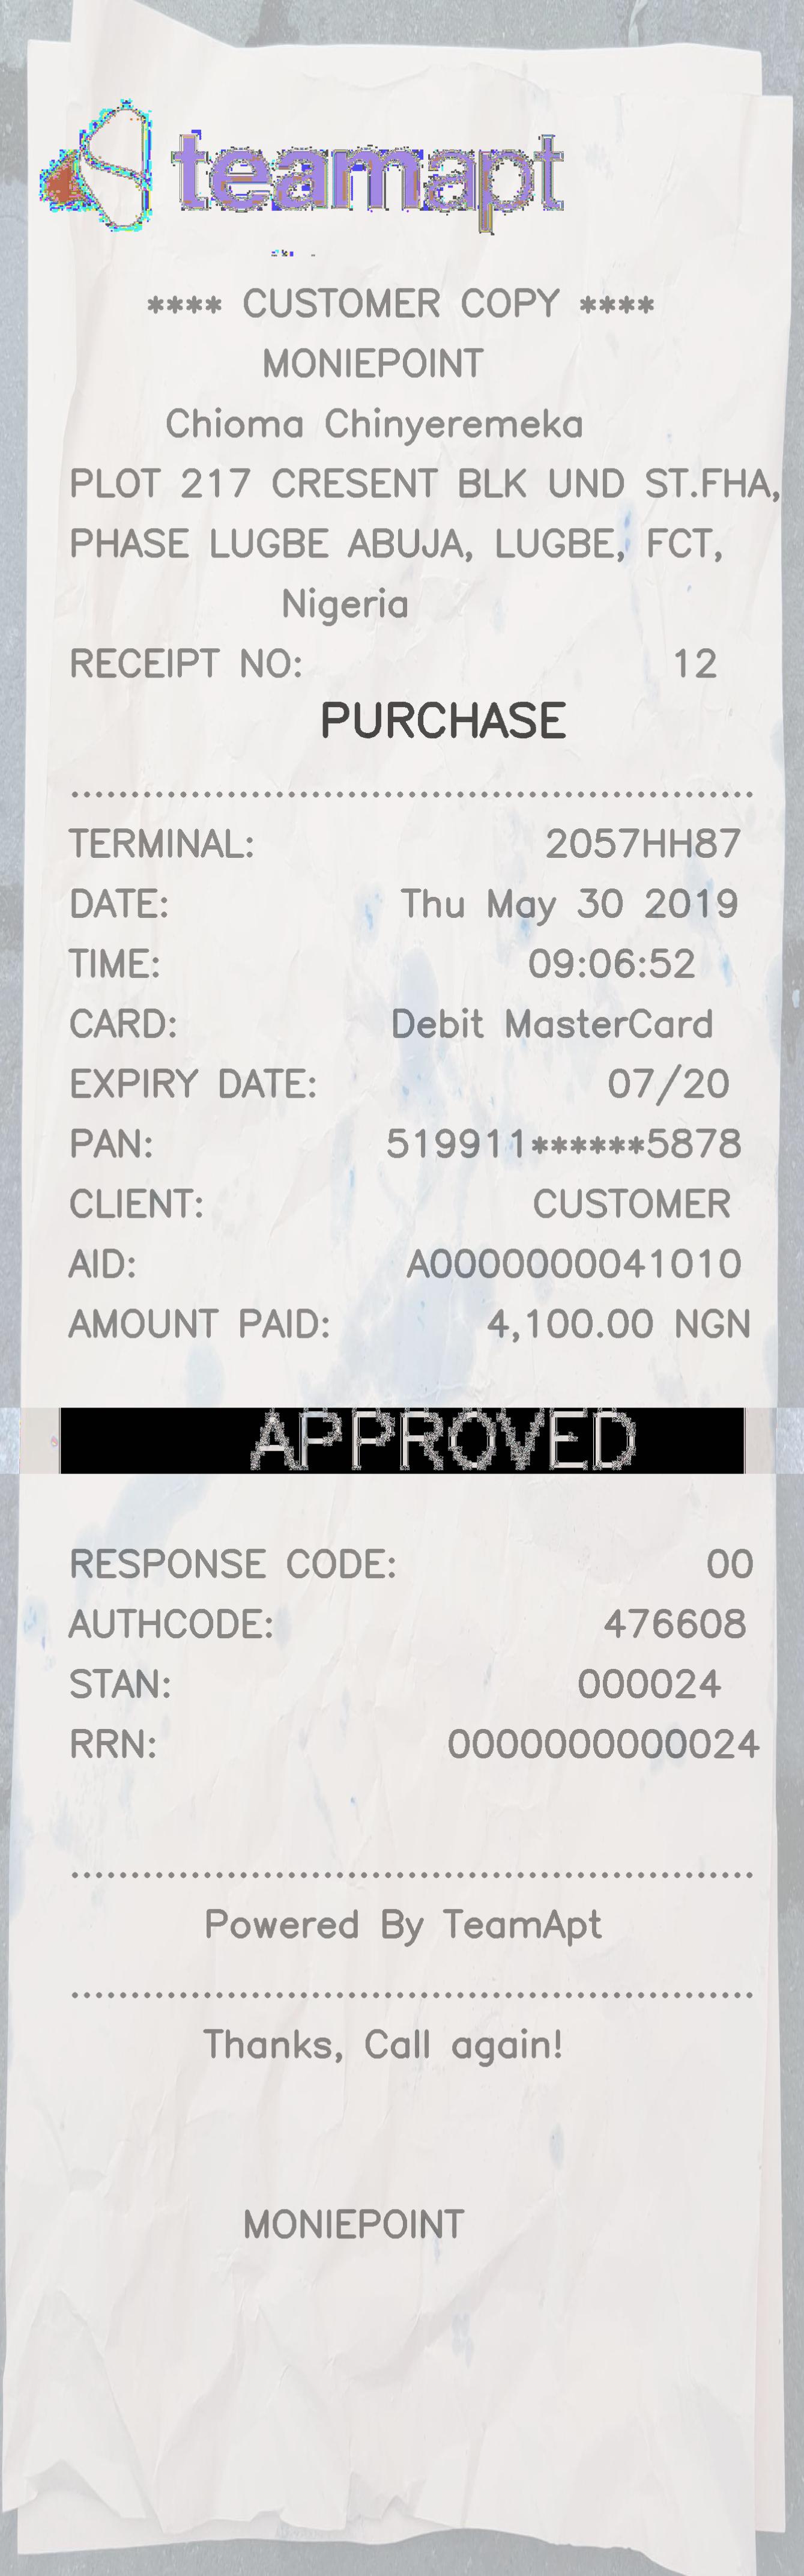 teamapt
**** CUSTOMER COPY ****
MONIEPOINT
Chioma Chinyeremeka
PLOT 217 CRESENT BLK UND ST.FHA,
PHASE LUGBE ABUJA, LUGBE, FCT,
Nigeria
RECEIPT NO: 12
PURCHASE
TERMINAL: 2057HH87
DATE: Thu May 30 2019
TIME: 09:06:52
CARD: Debit MasterCard
EXPIRY DATE: 07/20
PAN: 519911******5878
CLIENT: CUSTOMER
AID: A0000000041010
AMOUNT PAID: 4,100.00 NGN
APPROVED
RESPONSE CODE: 00
AUTHCODE: 476608
STAN: 000024
RRN: 0000000000024
Powered By TeamApt
Thanks, Call again!
MONIEPOINT